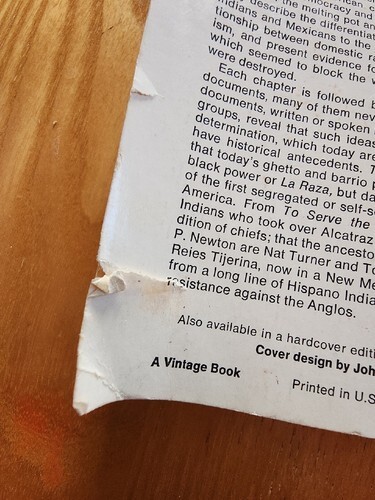 the melting pot an
describe the differentia
Indians and Mexicans to the
tionship between domestic ra
ism, and present evidence fo
which seemed to block the
were destroyed.
Each chapter is followed b
documents, many of them nev
documents, written or spoken
groups, reveal that such ideas
determination, which today are
have historical antecedents. T
that today's ghetto and barrio p
black power or La Raza, but da
of the first segregated or self-s
America. From To Serve the
Indians who took over Alcatraz
dition of chiefs; that the ancesto
P. Newton are Nat Turner and To
Reies Tijerina, now in a New Me
from a long line of Hispano India
resistance against the Anglos.
Also available in a hardcover editi
Cover design by Joh
A Vintage Book
Printed in U.S